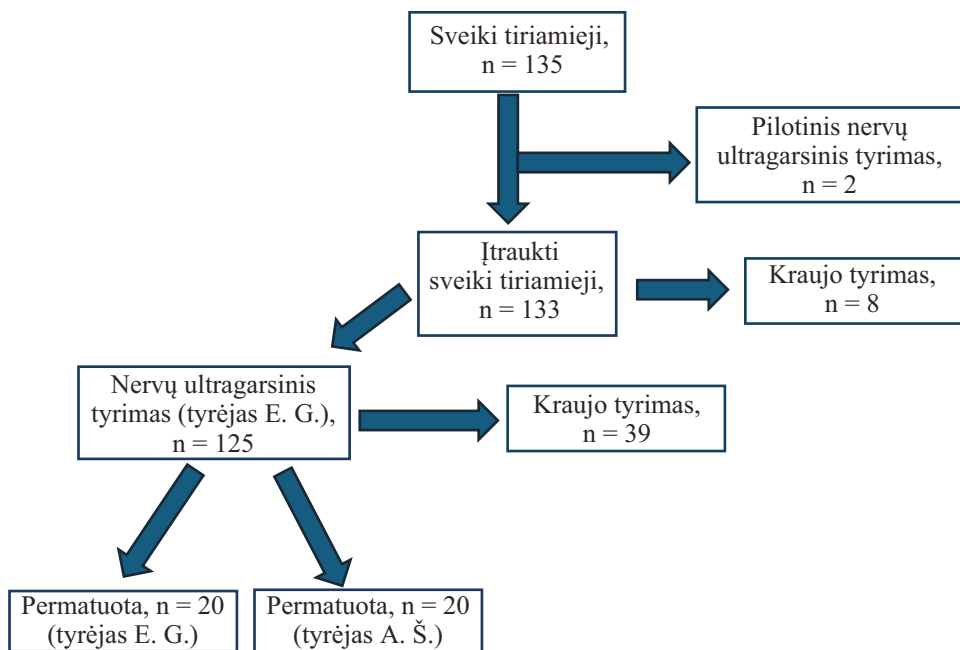 Sveiki tiriamieji,
n = 135
Pilotinis nervų
ultragarsinis tyrimas,
n = 2
Įtraukti
sveiki tiriamieji,
n = 133
Kraujo tyrimas,
n = 8
Nervų ultragarsinis
tyrimas (tyrėjas E. G.),
n = 125
Kraujo tyrimas,
n = 39
Permatuota, n = 20
(tyrėjas E. G.)
Permatuota, n = 20
(tyrėjas A. Š.)